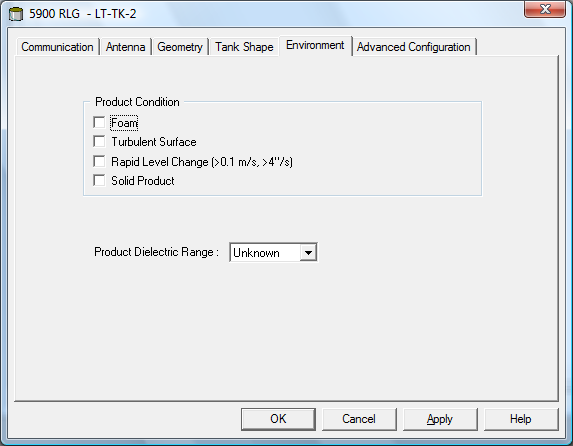 5900 RLG - LT-TK-2
Communication Antenna Geometry Tank Shape Environment Advanced Configuration
Product Condition
Foam
Turbulent Surface
Rapid Level Change (>0.1 m/s, >4"/s)
Solid Product
Product Dielectric Range : Unknown
OK Cancel Apply Help